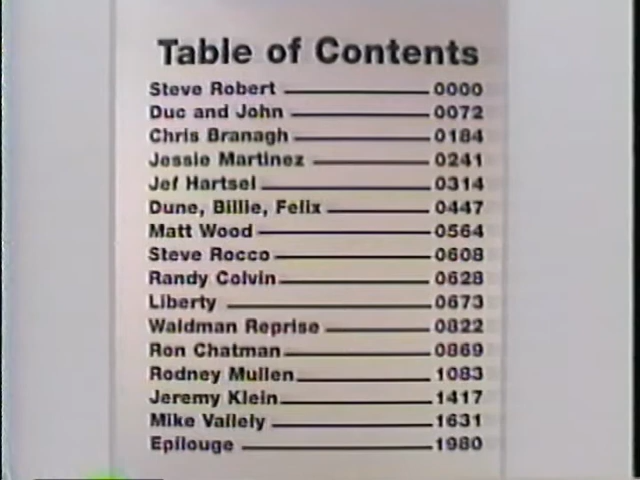 Table of Contents
Steve Robert 0000
Duc and John 0072
Chris Branagh 0184
Jessie Martinez 0241
Jef Hartsel 0314
Dune, Billie, Felix 0447
Matt Wood 0564
Steve Rocco 0608
Randy Colvin 0628
Liberty 0673
Waldman Reprise 0822
Ron Chatman 0869
Rodney Mullen 1083
Jeremy Klein 1417
Mike Vallely 1631
Epilouge 1980